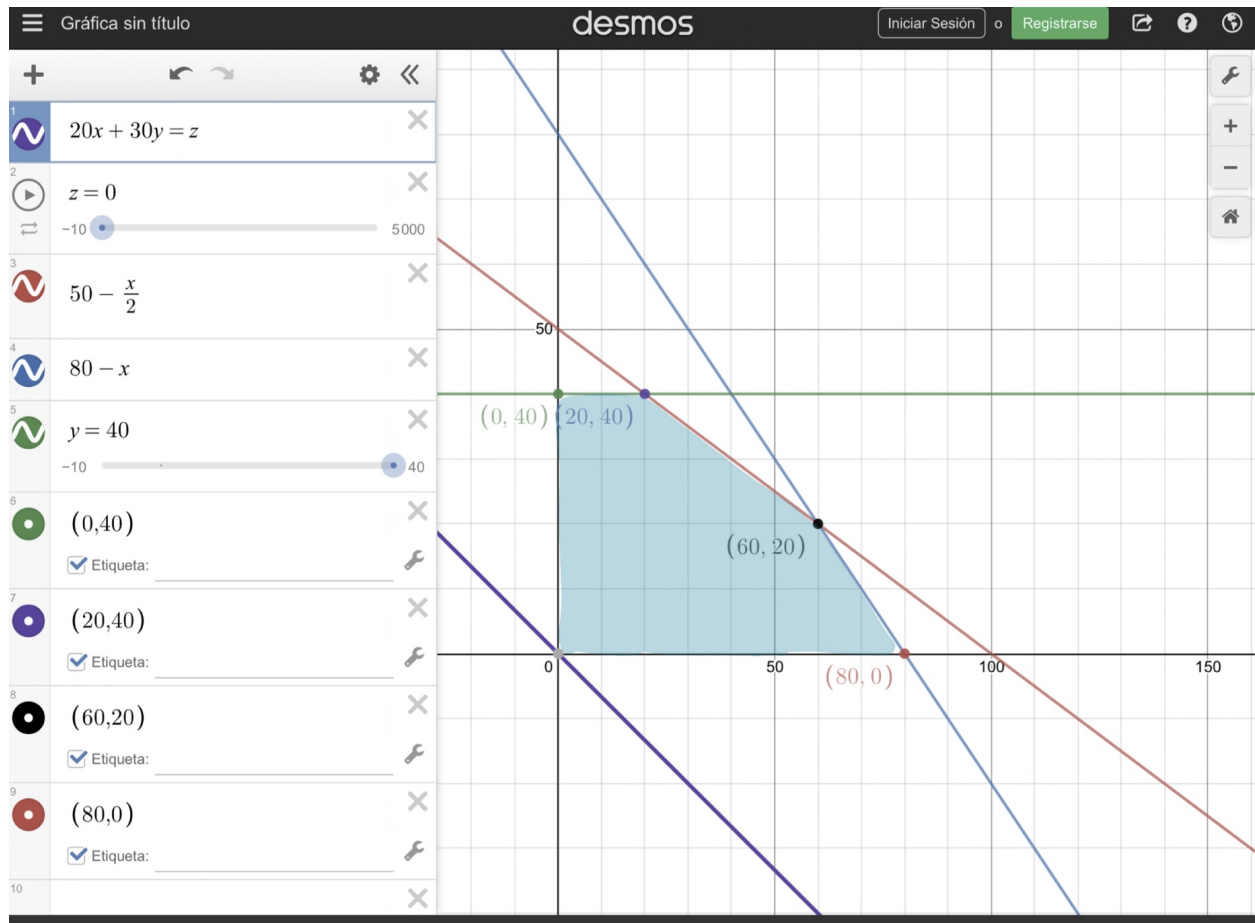 Gráfica sin título
desmos
Iniciar Sesión o Registrarse
1
20x + 30y = z
2
z = 0
−10 5000
3
50 − x/2
4
80 − x
5
y = 40
−10 40
6
(0,40)
Etiqueta:
7
(20,40)
Etiqueta:
8
(60,20)
Etiqueta:
9
(80,0)
Etiqueta:
10
50
(0, 40) (20, 40)
(60, 20)
0 50 100 150
(80, 0)